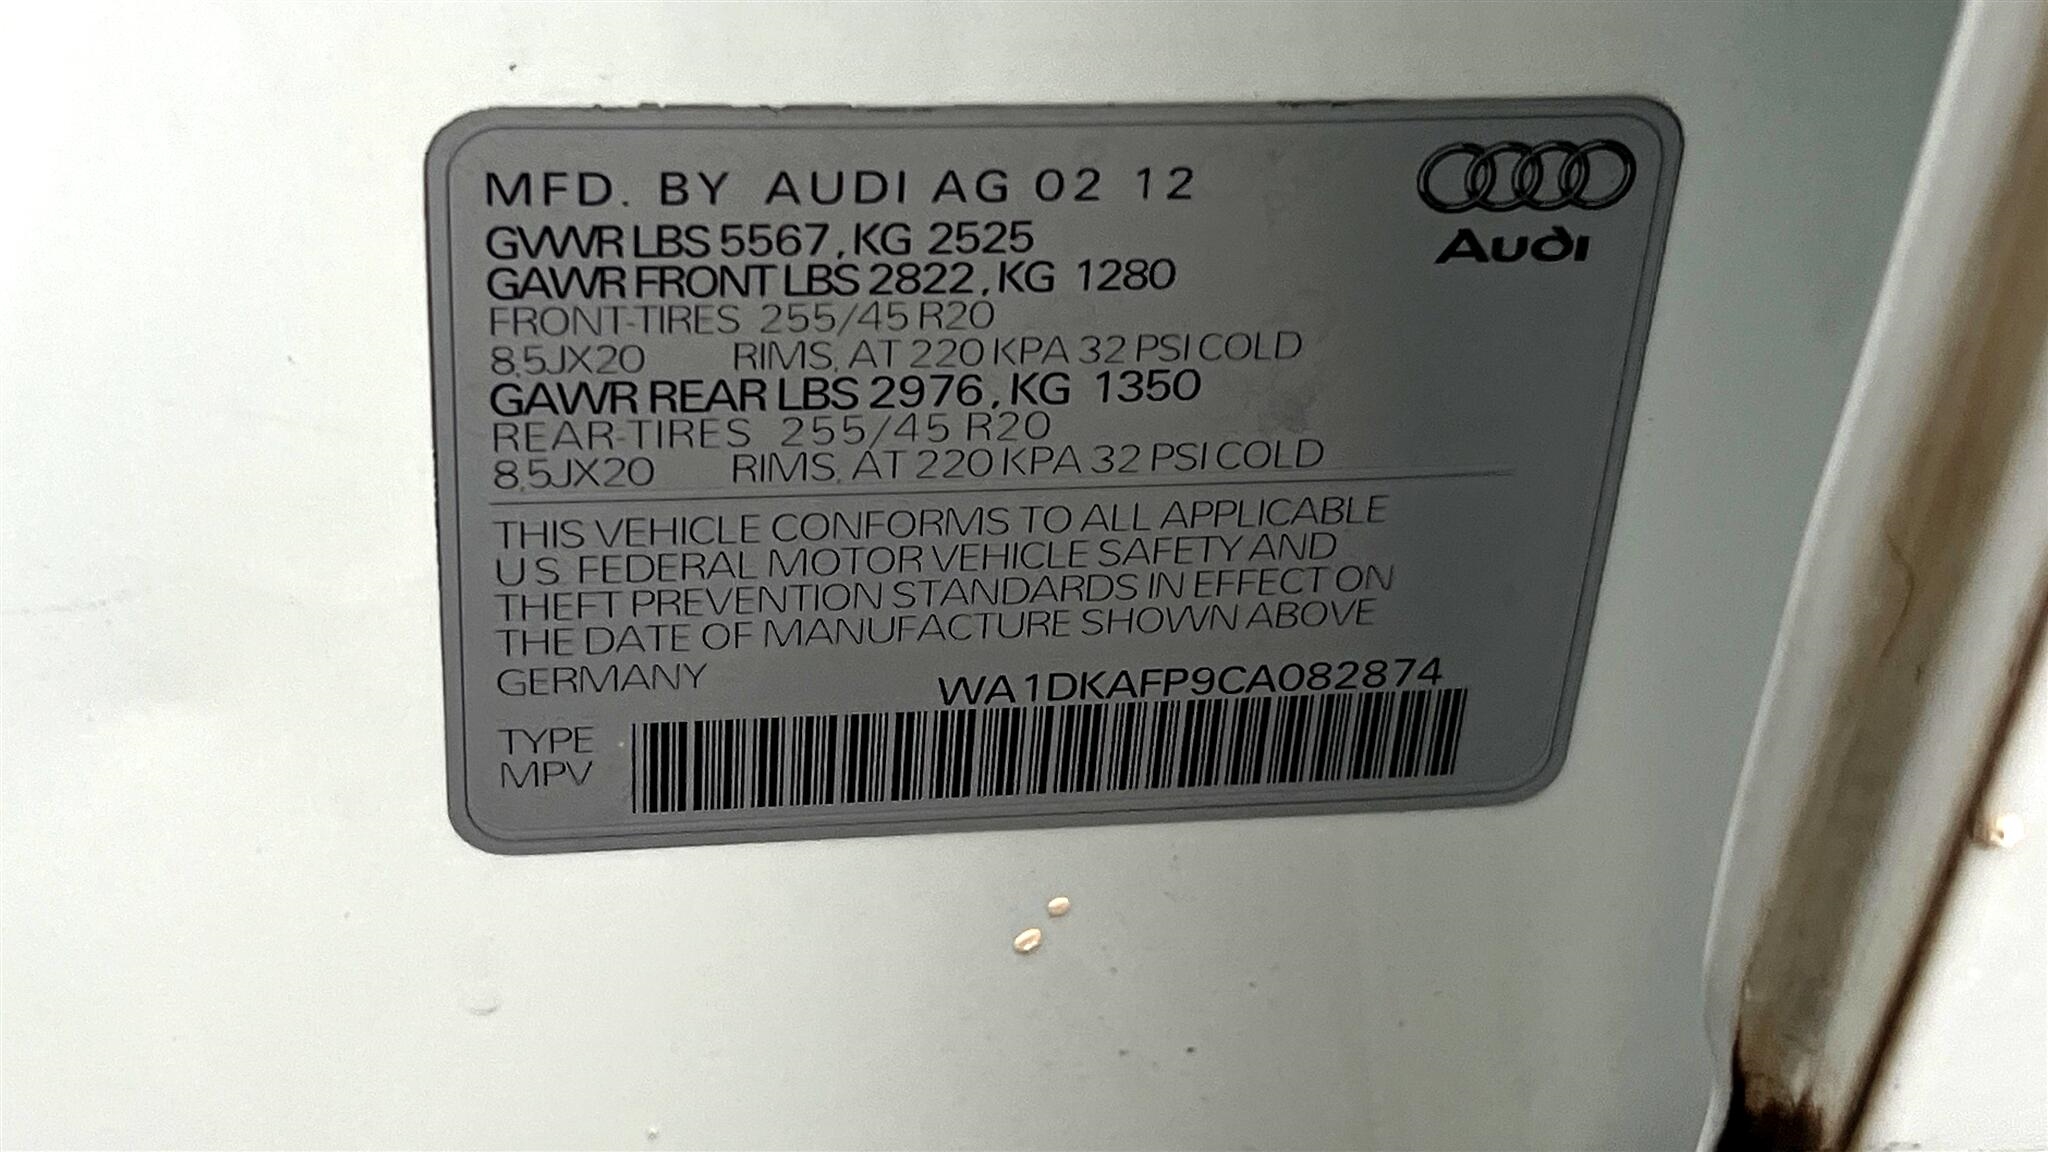 MFD. BY AUDI AG 02 12
GVWR LBS 5567, KG 2525
GAWR FRONT LBS 2822, KG 1280
FRONT-TIRES 255/45 R20
8,5JX20 RIMS, AT 220 KPA 32 PSI COLD
GAWR REAR LBS 2976, KG 1350
REAR-TIRES 255/45 R20
8,5JX20 RIMS, AT 220 KPA 32 PSI COLD
Audi
THIS VEHICLE CONFORMS TO ALL APPLICABLE
U S FEDERAL MOTOR VEHICLE SAFETY AND
THEFT PREVENTION STANDARDS IN EFFECT ON
THE DATE OF MANUFACTURE SHOWN ABOVE
GERMANY WA1DKAFP9CA082874
TYPE
MPV